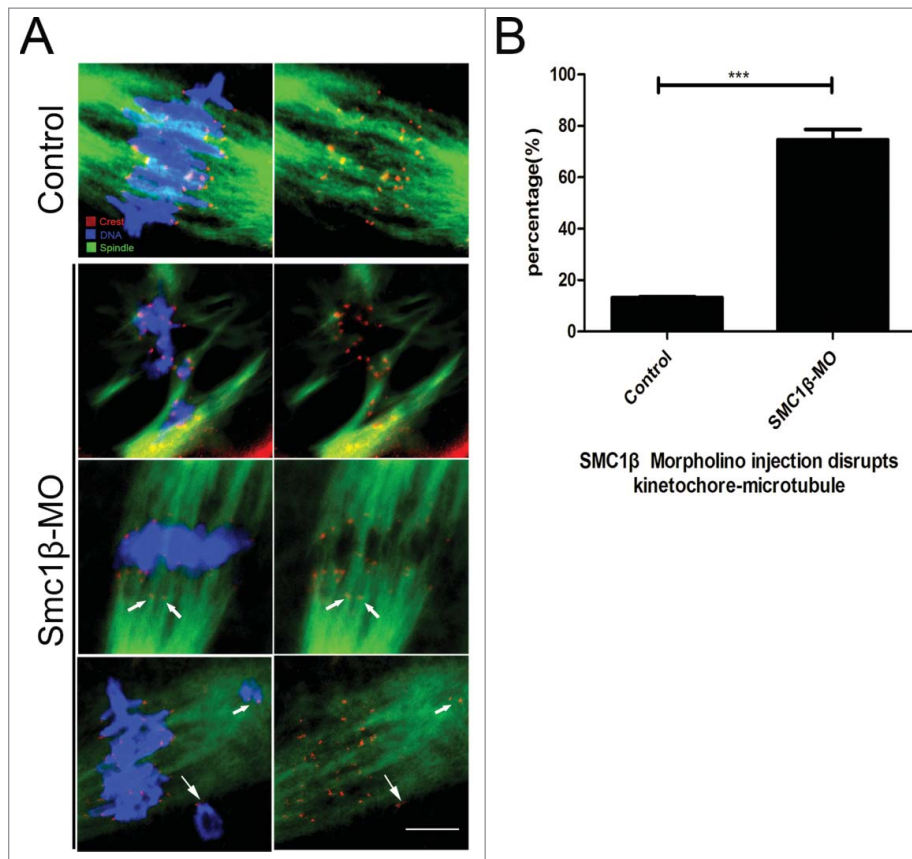 A
Control
Crest
DNA
Spindle
Smc1β-MO
B
***
percentage(%)
100
80
60
40
20
0
Control
SMC1β-MO
SMC1β Morpholino injection disrupts
kinetochore-microtubule